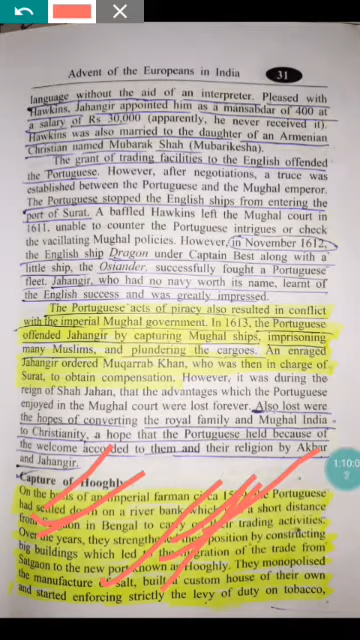 Advent of the Europeans in India 31
language without the aid of an interpreter. Pleased with
Hawkins, Jahangir appointed him as a mansabdar of 400 at
a salary of Rs 30,000 (apparently, he never received it).
Hawkins was also married to the daughter of an Armenian
Christian named Mubarak Shah (Mubarikesha).
The grant of trading facilities to the English offended
the Portuguese. However, after negotiations, a truce was
established between the Portuguese and the Mughal emperor.
The Portuguese stopped the English ships from entering the
port of Surat. A baffled Hawkins left the Mughal court in
1611, unable to counter the Portuguese intrigues or check
the vacillating Mughal policies. However, in November 1612,
the English ship Dragon under Captain Best along with a
little ship, the Osiander, successfully fought a Portuguese
fleet. Jahangir, who had no navy worth its name, learnt of
the English success and was greatly impressed.
The Portuguese acts of piracy also resulted in conflict
with the imperial Mughal government. In 1613, the Portuguese
offended Jahangir by capturing Mughal ships, imprisoning
many Muslims, and plundering the cargoes. An enraged
Jahangir ordered Muqarrab Khan, who was then in charge of
Surat, to obtain compensation. However, it was during the
reign of Shah Jahan, that the advantages which the Portuguese
enjoyed in the Mughal court were lost forever. Also lost were
the hopes of converting the royal family and Mughal India
to Christianity, a hope that the Portuguese held because of
the welcome accorded to them and their religion by Akbar
and Jahangir.
1:10:0
2
Capture of Hooghly
On the basis of an imperial farman circa the Portuguese
had settled down on a river bank which a short distance
from in Bengal to carry their trading activities.
Over the years, they strengthened their position by constructing
big buildings which led to the migration of the trade from
Satgaon to the new port known as Hooghly. They monopolised
the manufacture of salt, built a custom house of their own
and started enforcing strictly the levy of duty on tobacco,